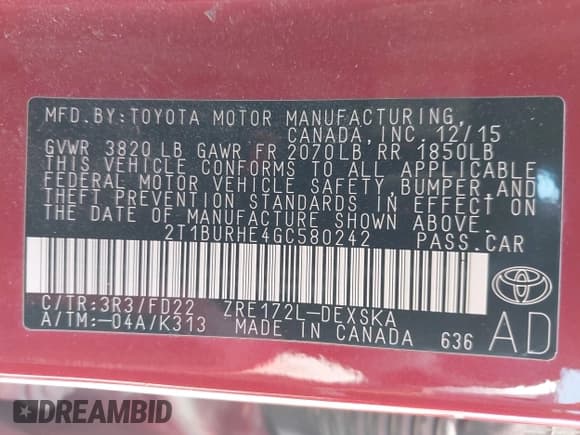 MFD. BY: TOYOTA MOTOR MANUFACTURING,
CANADA, INC. 12/15
GVWR 3820 LB GAWR FR 2070LB RR 1850LB
THIS VEHICLE CONFORMS TO ALL APPLICABLE
FEDERAL MOTOR VEHICLE SAFETY, BUMPER, AND
THEFT PREVENTION STANDARDS IN EFFECT ON
THE DATE OF MANUFACTURE SHOWN ABOVE.
2T1BURHE4GC580242 PASS. CAR
C/TR: 3R3/FD22 ZRE172L-DEXSKA
A/TM: -04A/K313 MADE IN CANADA 636 AD
DREAMBID